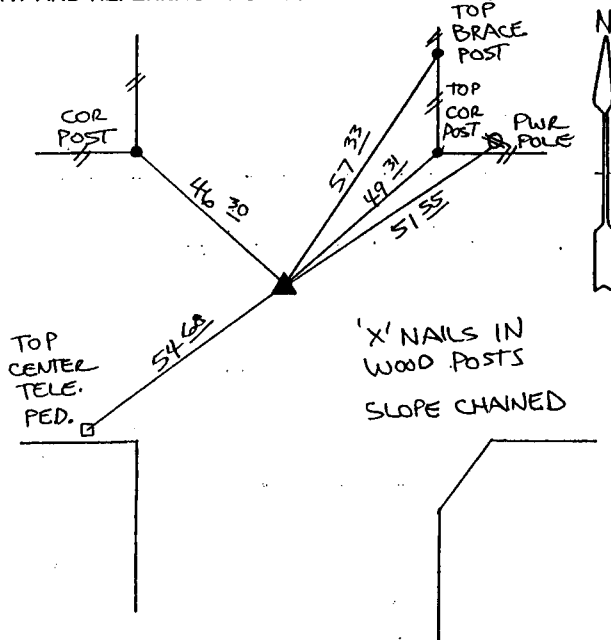 TOP
BRACE
POST
N
COR
POST
TOP
COR
POST
PWR
POLE
57 33
49.31
46 30
51 55
54 68
'X' NAILS IN
WOOD POSTS
SLOPE CHAINED
TOP
CENTER
TELE.
PED.